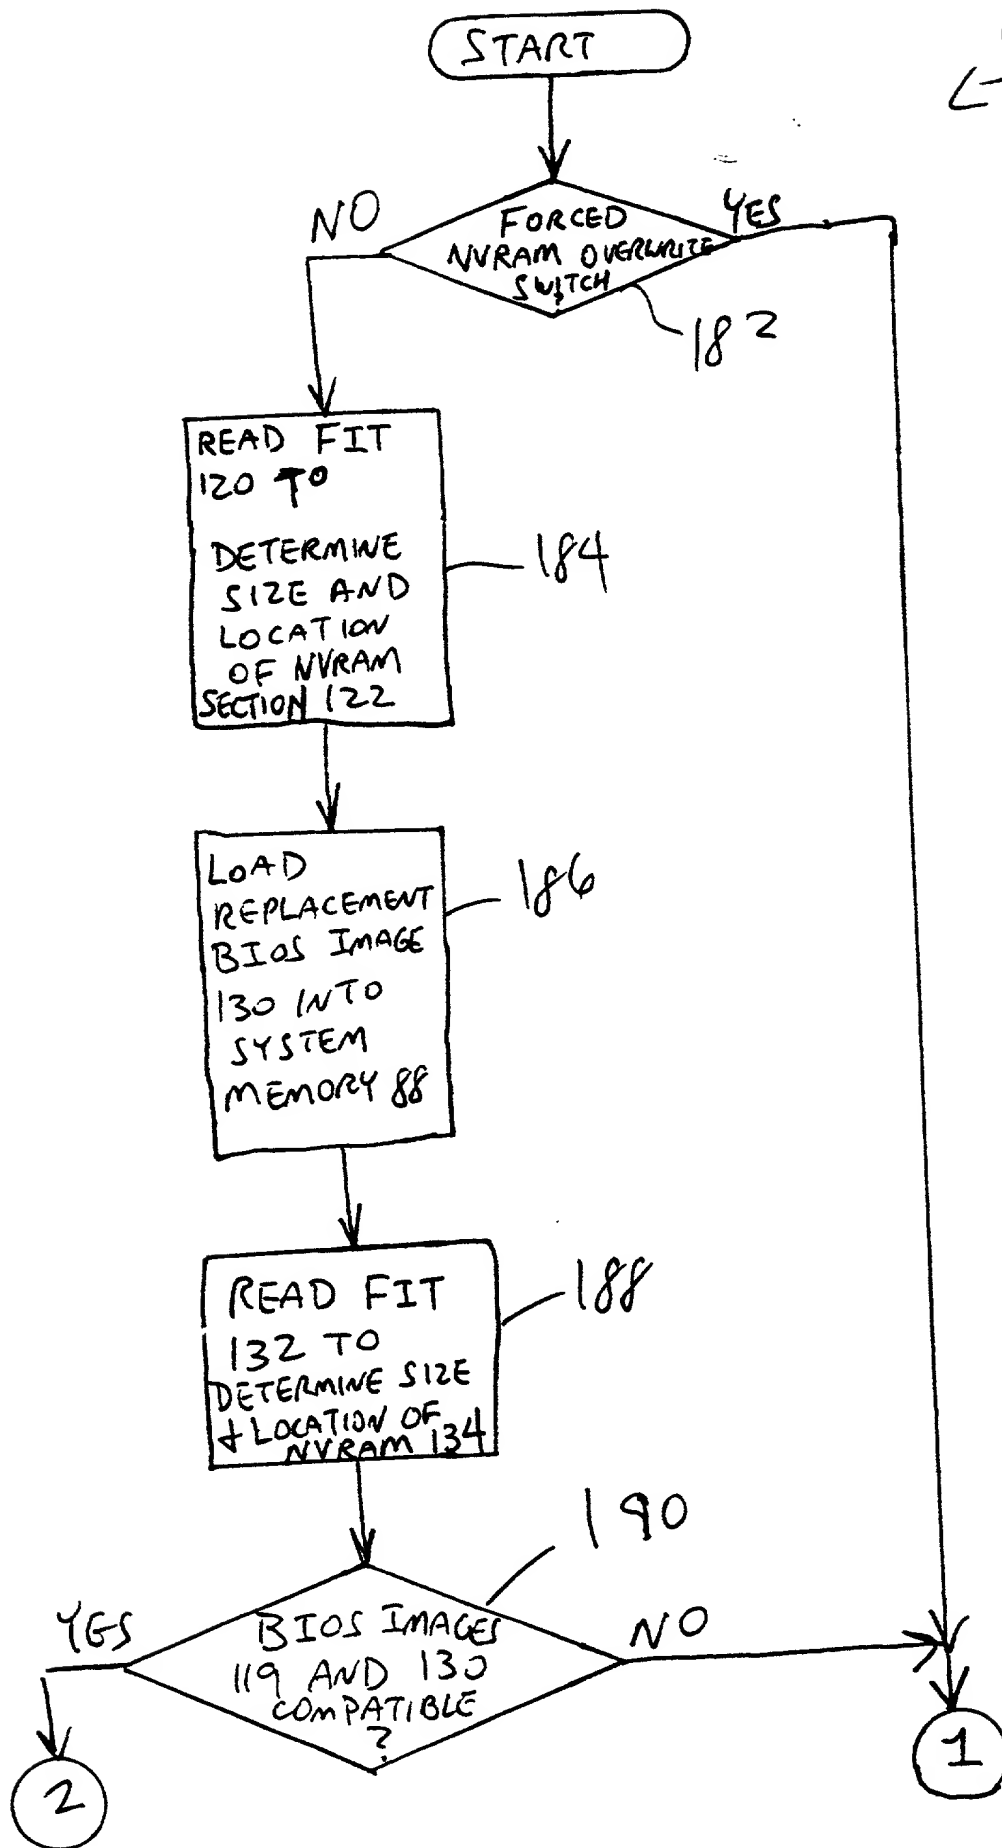 START
NO
YES
FORCED
NVRAM OVERWRITE
SWITCH
?
182
READ FIT
120 TO
DETERMINE
SIZE AND
LOCATION
OF NVRAM
SECTION 122
184
LOAD
REPLACEMENT
BIOS IMAGE
130 INTO
SYSTEM
MEMORY 88
186
READ FIT
132 TO
DETERMINE SIZE
+ LOCATION OF
NVRAM 134
188
190
YES
BIOS IMAGES
119 AND 130
COMPATIBLE
?
NO
2
1